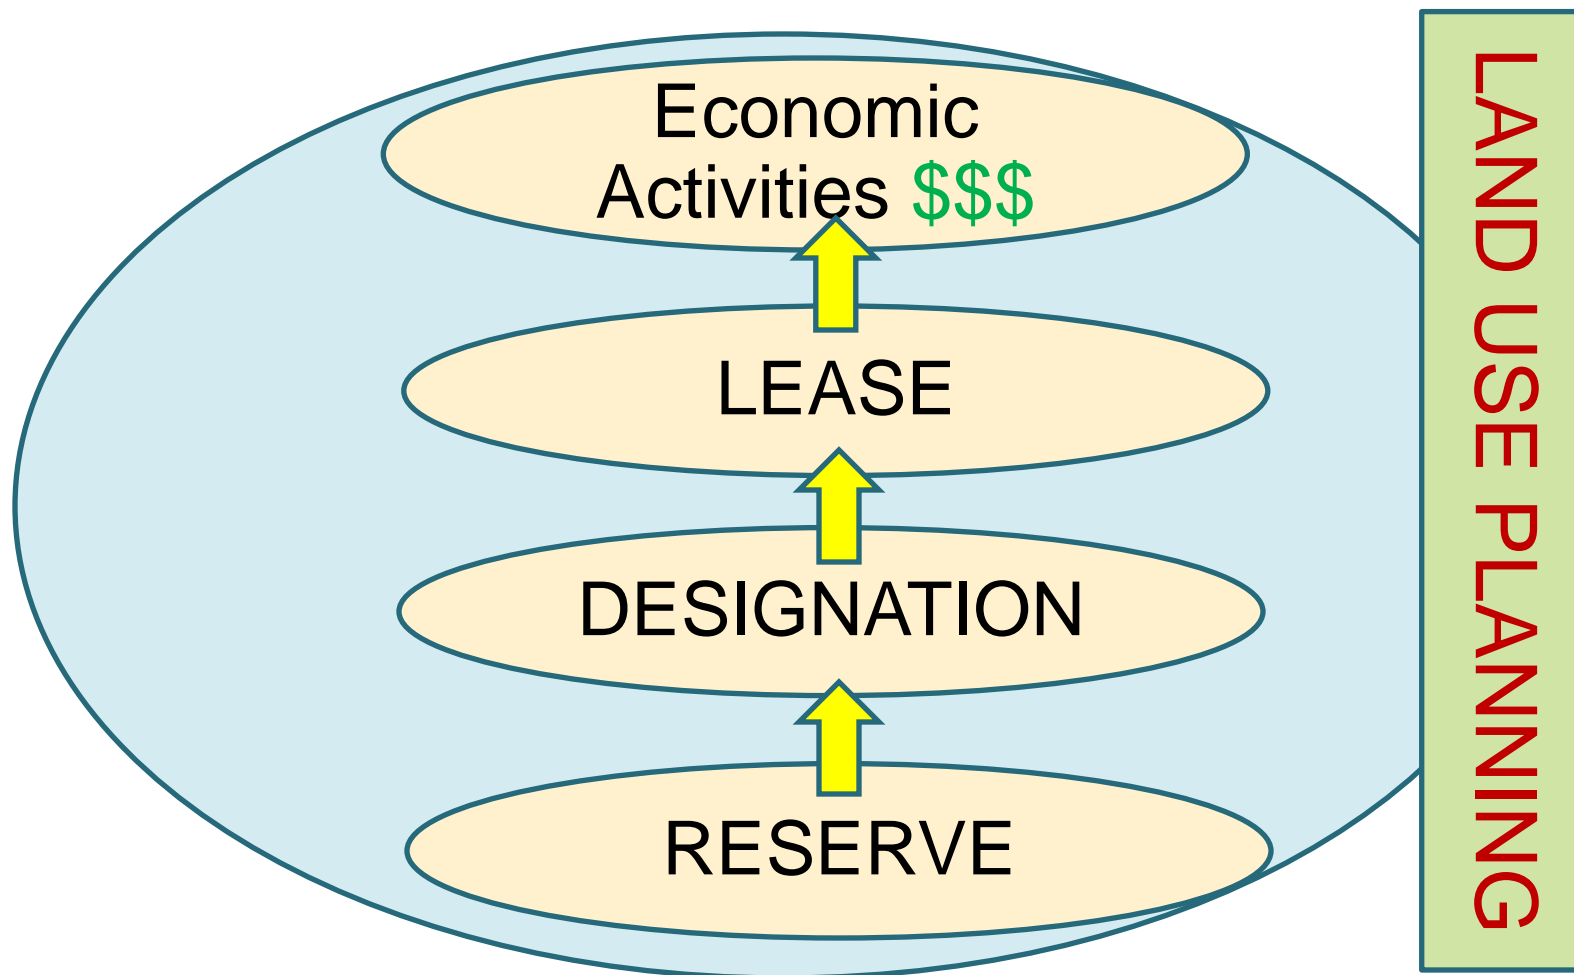 Economic
Activities $$$
LEASE
DESIGNATION
RESERVE
LAND USE PLANNING